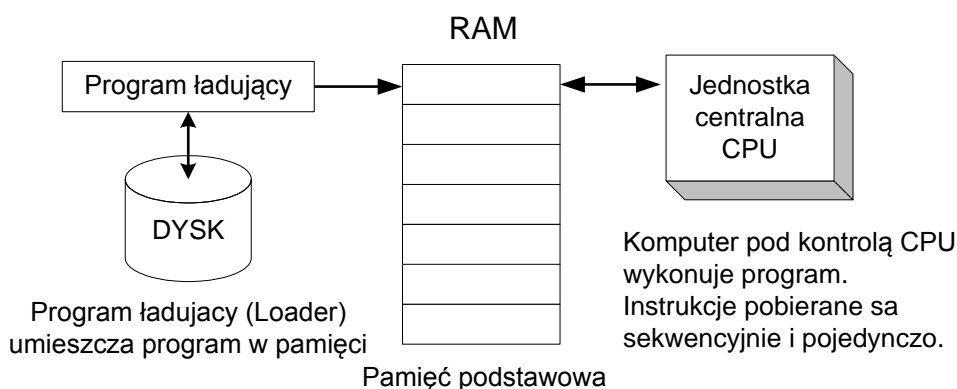 RAM
Program ładujący
Jednostka
centralna
CPU
DYSK
Program ładujacy (Loader)
umieszcza program w pamięci
Komputer pod kontrolą CPU
wykonuje program.
Instrukcje pobierane sa
sekwencyjnie i pojedynczo.
Pamięć podstawowa